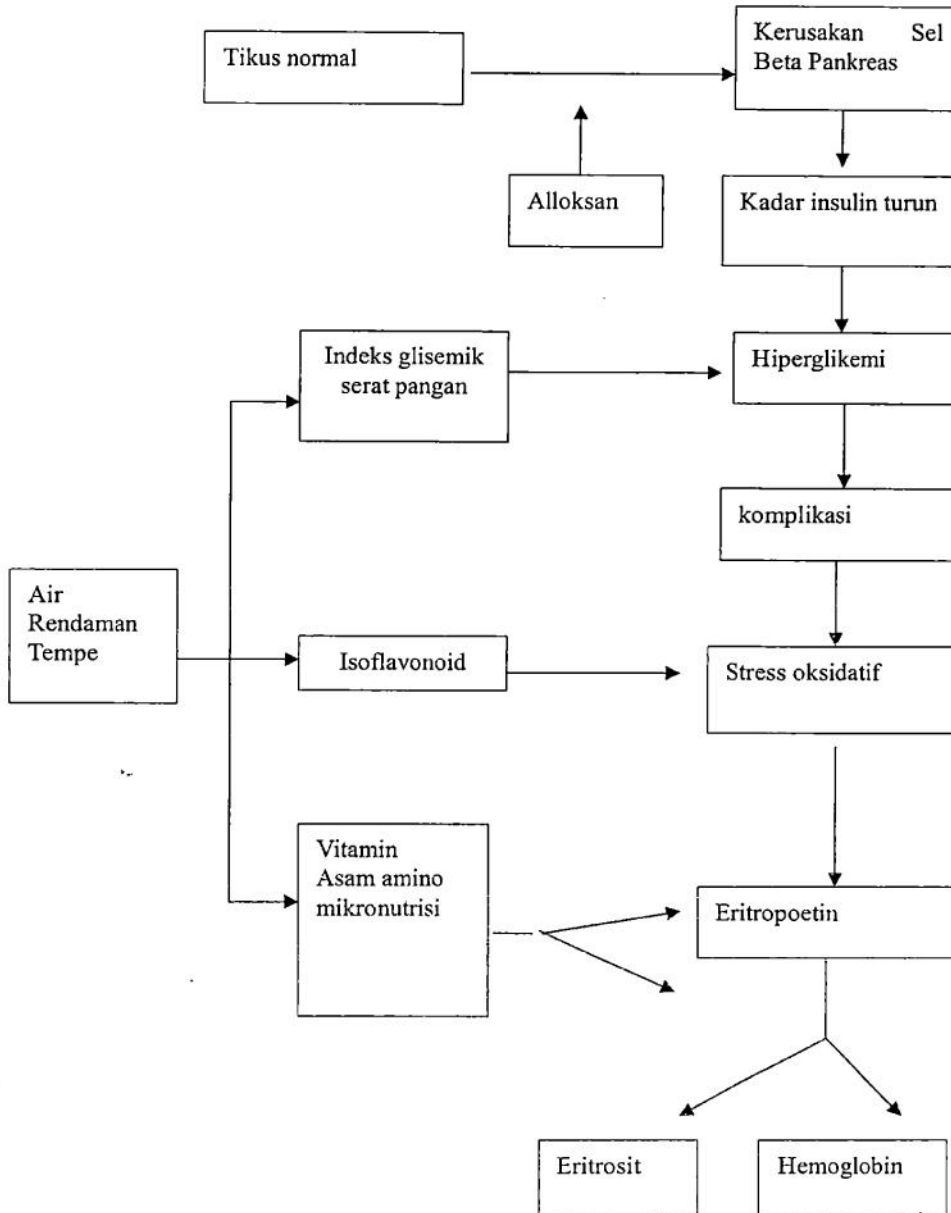 Tikus normal
Kerusakan Sel
Beta Pankreas
Alloksan
Kadar insulin turun
Indeks glisemik
serat pangan
Hiperglikemi
komplikasi
Air
Rendaman
Tempe
Isoflavonoid
Stress oksidatif
Vitamin
Asam amino
mikronutrisi
Eritropoetin
Eritrosit
Hemoglobin